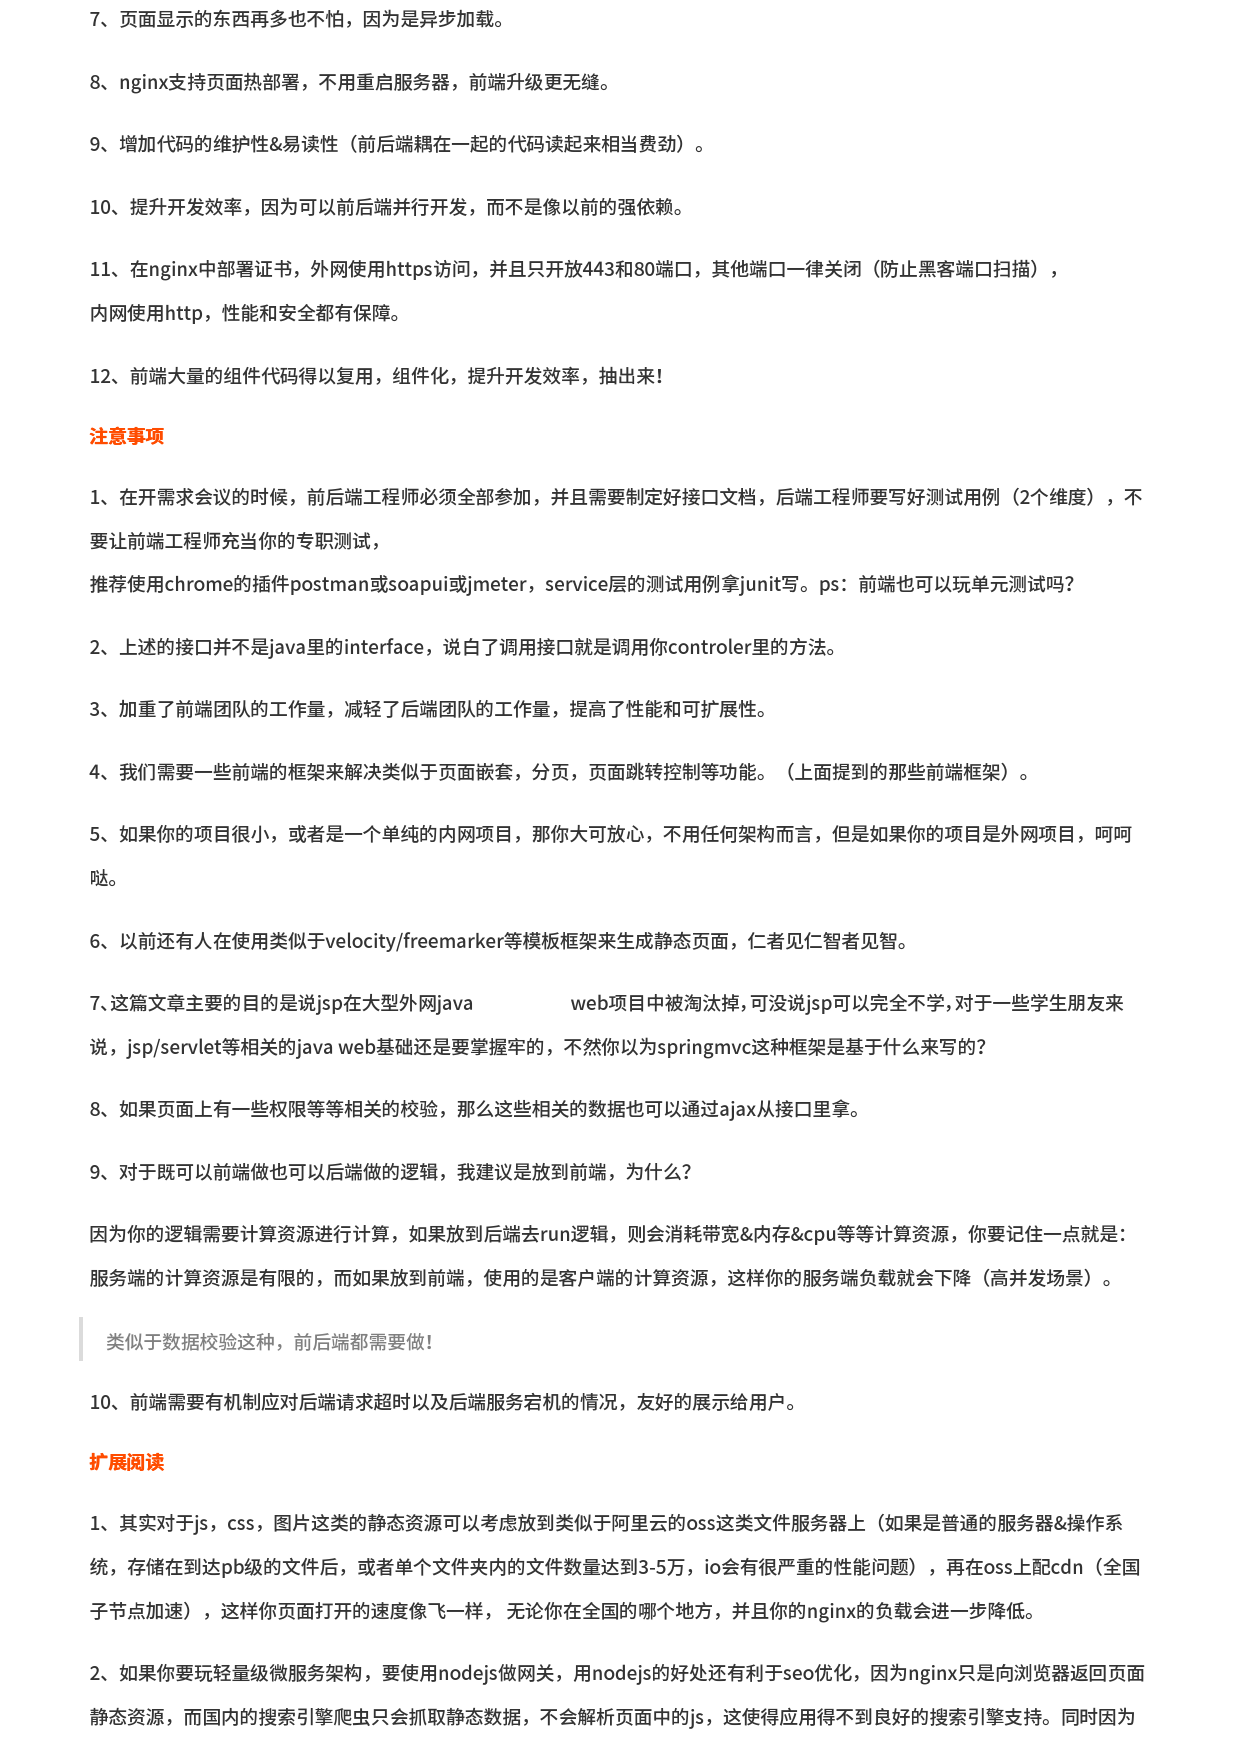 7、页面显示的东西再多也不怕，因为是异步加载。
8、nginx支持页面热部署，不用重启服务器，前端升级更无缝。
9、增加代码的维护性&易读性（前后端耦在一起的代码读起来相当费劲）。
10、提升开发效率，因为可以前后端并行开发，而不是像以前的强依赖。
11、在nginx中部署证书，外网使用https访问，并且只开放443和80端口，其他端口一律关闭（防止黑客端口扫描），
内网使用http，性能和安全都有保障。
12、前端大量的组件代码得以复用，组件化，提升开发效率，抽出来！
注意事项
1、在开需求会议的时候，前后端工程师必须全部参加，并且需要制定好接口文档，后端工程师要写好测试用例（2个维度），不
要让前端工程师充当你的专职测试，
推荐使用chrome的插件postman或soapui或jmeter，service层的测试用例拿junit写。ps：前端也可以玩单元测试吗？
2、上述的接口并不是java里的interface，说白了调用接口就是调用你controler里的方法。
3、加重了前端团队的工作量，减轻了后端团队的工作量，提高了性能和可扩展性。
4、我们需要一些前端的框架来解决类似于页面嵌套，分页，页面跳转控制等功能。（上面提到的那些前端框架）。
5、如果你的项目很小，或者是一个单纯的内网项目，那你大可放心，不用任何架构而言，但是如果你的项目是外网项目，呵呵
哒。
6、以前还有人在使用类似于velocity/freemarker等模板框架来生成静态页面，仁者见仁智者见智。
7、这篇文章主要的目的是说jsp在大型外网java web项目中被淘汰掉，可没说jsp可以完全不学，对于一些学生朋友来
说，jsp/servlet等相关的java web基础还是要掌握牢的，不然你以为springmvc这种框架是基于什么来写的？
8、如果页面上有一些权限等等相关的校验，那么这些相关的数据也可以通过ajax从接口里拿。
9、对于既可以前端做也可以后端做的逻辑，我建议是放到前端，为什么？
因为你的逻辑需要计算资源进行计算，如果放到后端去run逻辑，则会消耗带宽&内存&cpu等等计算资源，你要记住一点就是：
服务端的计算资源是有限的，而如果放到前端，使用的是客户端的计算资源，这样你的服务端负载就会下降（高并发场景）。
类似于数据校验这种，前后端都需要做！
10、前端需要有机制应对后端请求超时以及后端服务宕机的情况，友好的展示给用户。
扩展阅读
1、其实对于js，css，图片这类的静态资源可以考虑放到类似于阿里云的oss这类文件服务器上（如果是普通的服务器&操作系
统，存储在到达pb级的文件后，或者单个文件夹内的文件数量达到3-5万，io会有很严重的性能问题），再在oss上配cdn（全国
子节点加速），这样你页面打开的速度像飞一样， 无论你在全国的哪个地方，并且你的nginx的负载会进一步降低。
2、如果你要玩轻量级微服务架构，要使用nodejs做网关，用nodejs的好处还有利于seo优化，因为nginx只是向浏览器返回页面
静态资源，而国内的搜索引擎爬虫只会抓取静态数据，不会解析页面中的js，这使得应用得不到良好的搜索引擎支持。同时因为